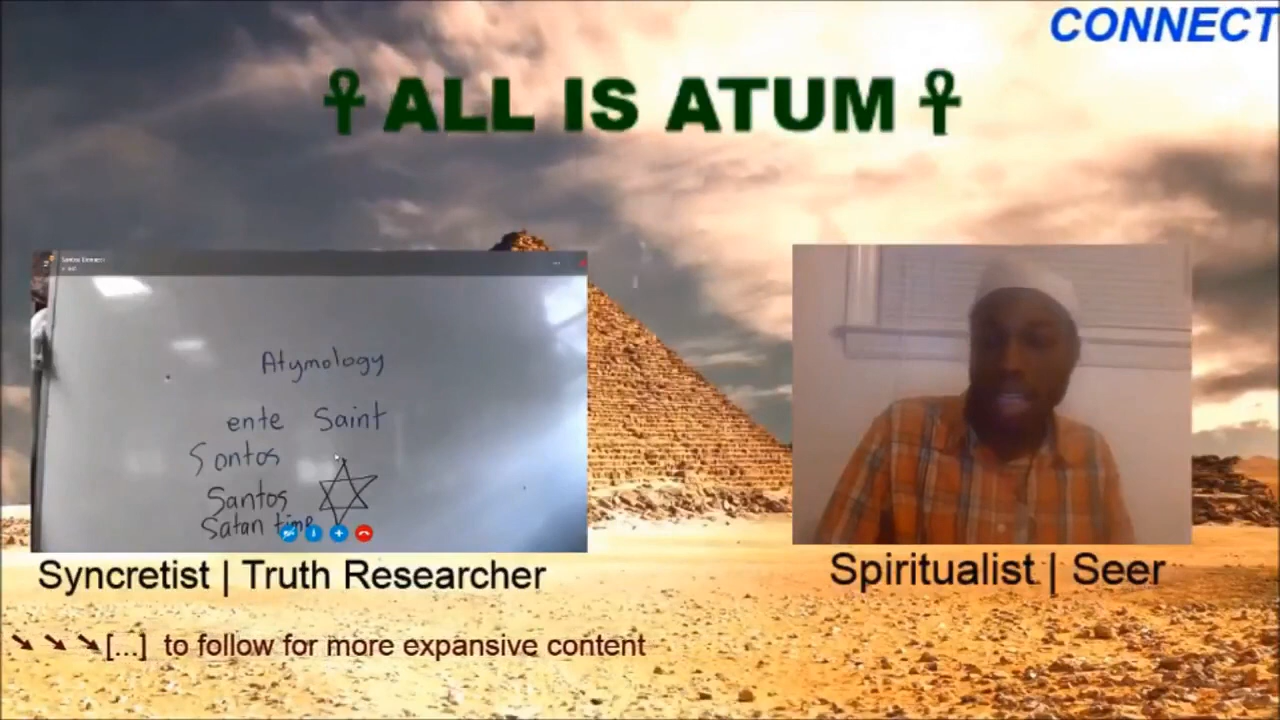 CONNECT
☥ ALL IS ATUM ☥
Atymology
ente Saint
Sontos
Santos
Satan time
Syncretist | Truth Researcher
Spiritualist | Seer
[...] to follow for more expansive content